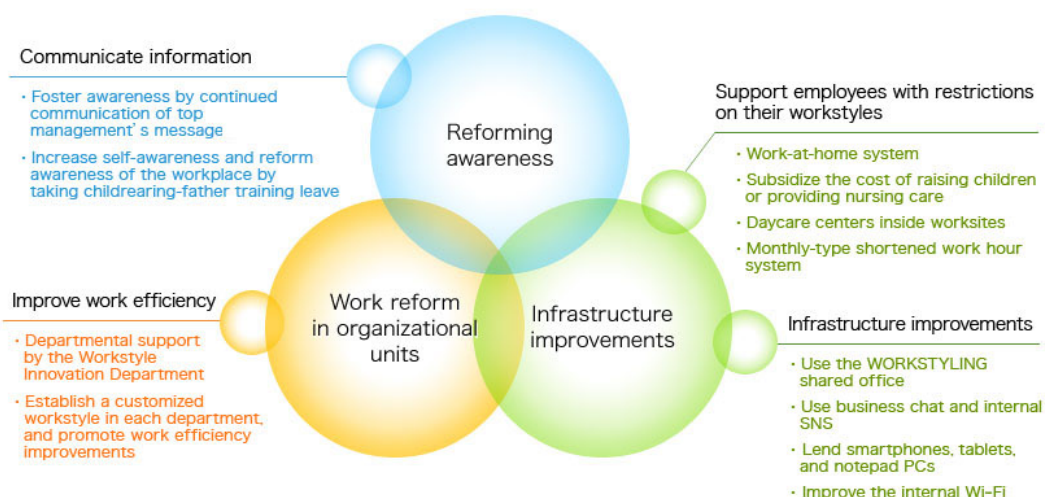 Communicate information
・Foster awareness by continued
communication of top
management's message
・Increase self-awareness and reform
awareness of the workplace by
taking childrearing-father training leave
Reforming
awareness
Support employees with restrictions
on their workstyles
・Work-at-home system
・Subsidize the cost of raising children
or providing nursing care
・Daycare centers inside worksites
・Monthly-type shortened work hour
system
Improve work efficiency
・Departmental support
by the Workstyle
Innovation Department
・Establish a customized
workstyle in each department,
and promote work efficiency
improvements
Work reform
in organizational
units
Infrastructure
improvements
Infrastructure improvements
・Use the WORKSTYLING
shared office
・Use business chat and internal
SNS
・Lend smartphones, tablets,
and notepad PCs
・Improve the internal Wi-Fi